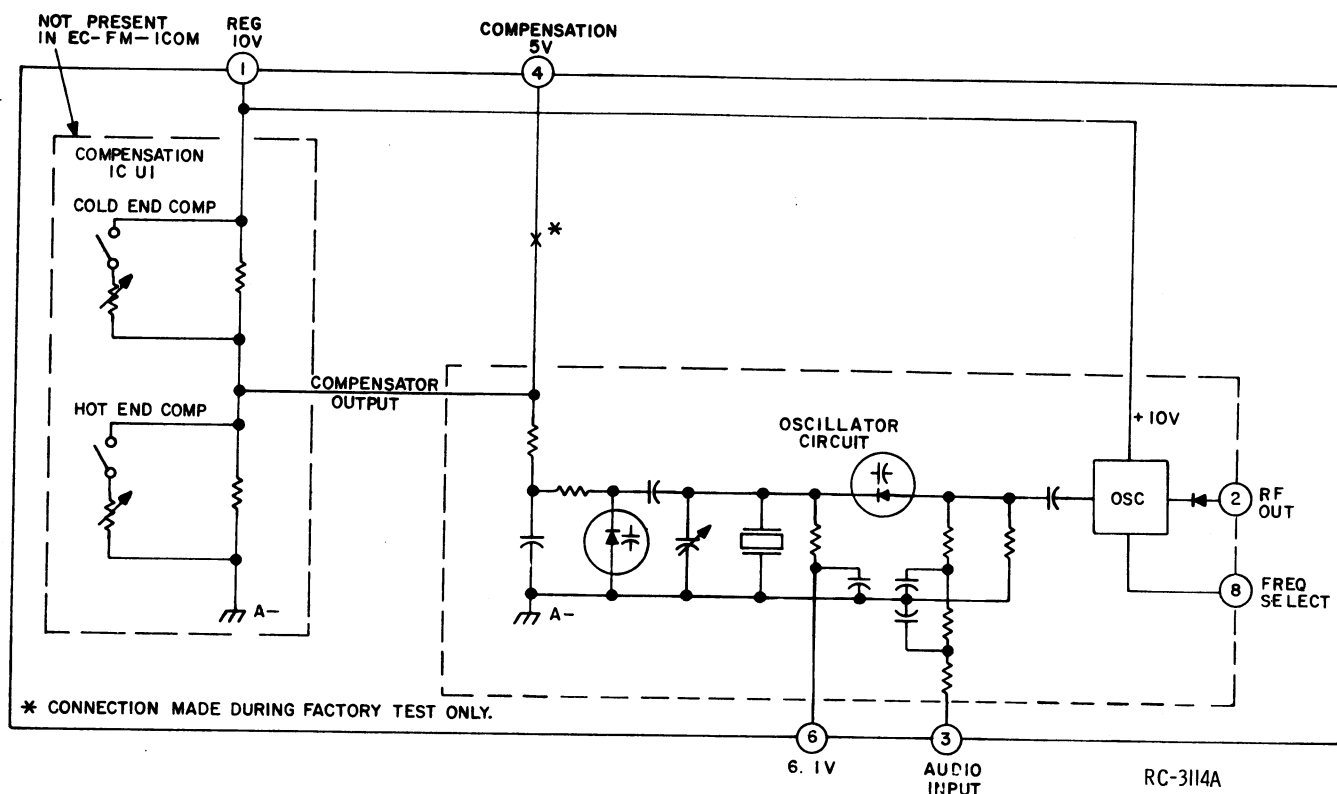 NOT PRESENT
IN EC-FM-ICOM
REG
10V
1
COMPENSATION
5V
4
COMPENSATION
IC U1
COLD END COMP
*
COMPENSATOR
OUTPUT
HOT END COMP
A-
OSCILLATOR
CIRCUIT
+10V
OSC
2
RF
OUT
8
FREQ
SELECT
A-
* CONNECTION MADE DURING FACTORY TEST ONLY.
6
6.1V
3
AUDIO
INPUT
RC-3114A